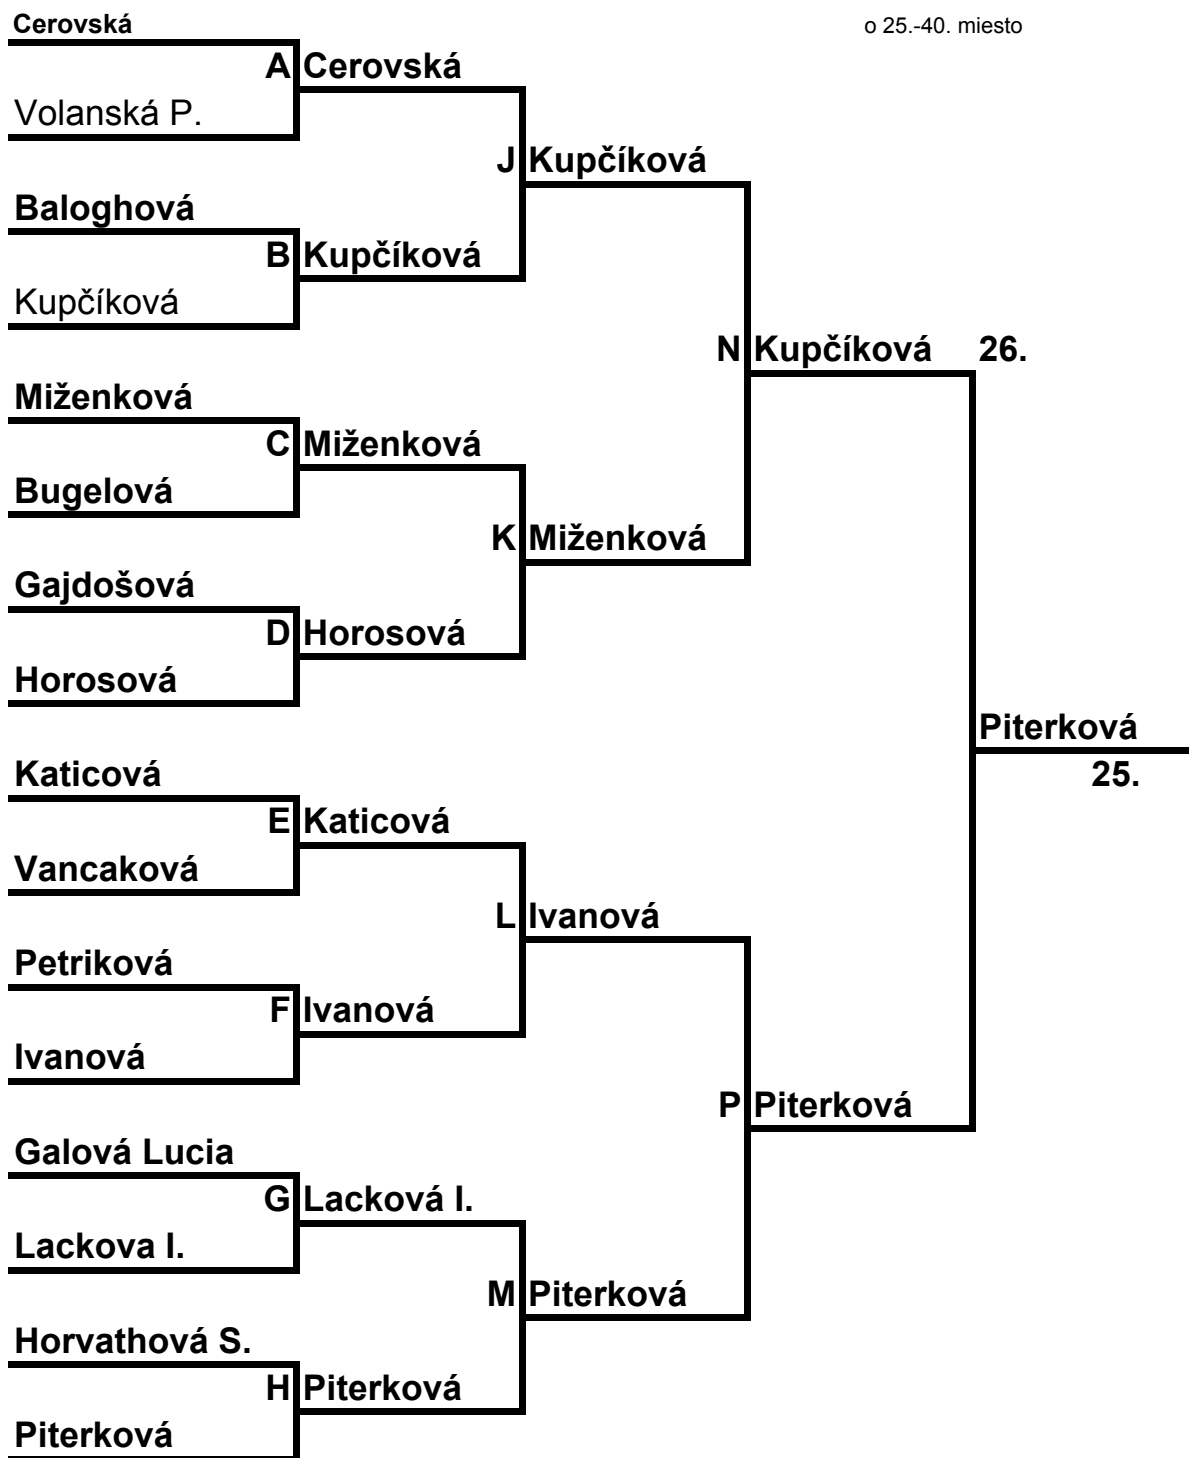 Cerovská
o 25.-40. miesto
A Cerovská
Volanská P.
J Kupčíková
Baloghová
B Kupčíková
Kupčíková
N Kupčíková 26.
Miženková
C Miženková
Bugelová
K Miženková
Gajdošová
D Horosová
Horosová
Piterková
Katicová
25.
E Katicová
Vancaková
L Ivanová
Petriková
F Ivanová
Ivanová
P Piterková
Galová Lucia
G Lacková I.
Lackova I.
M Piterková
Horvathová S.
H Piterková
Piterková